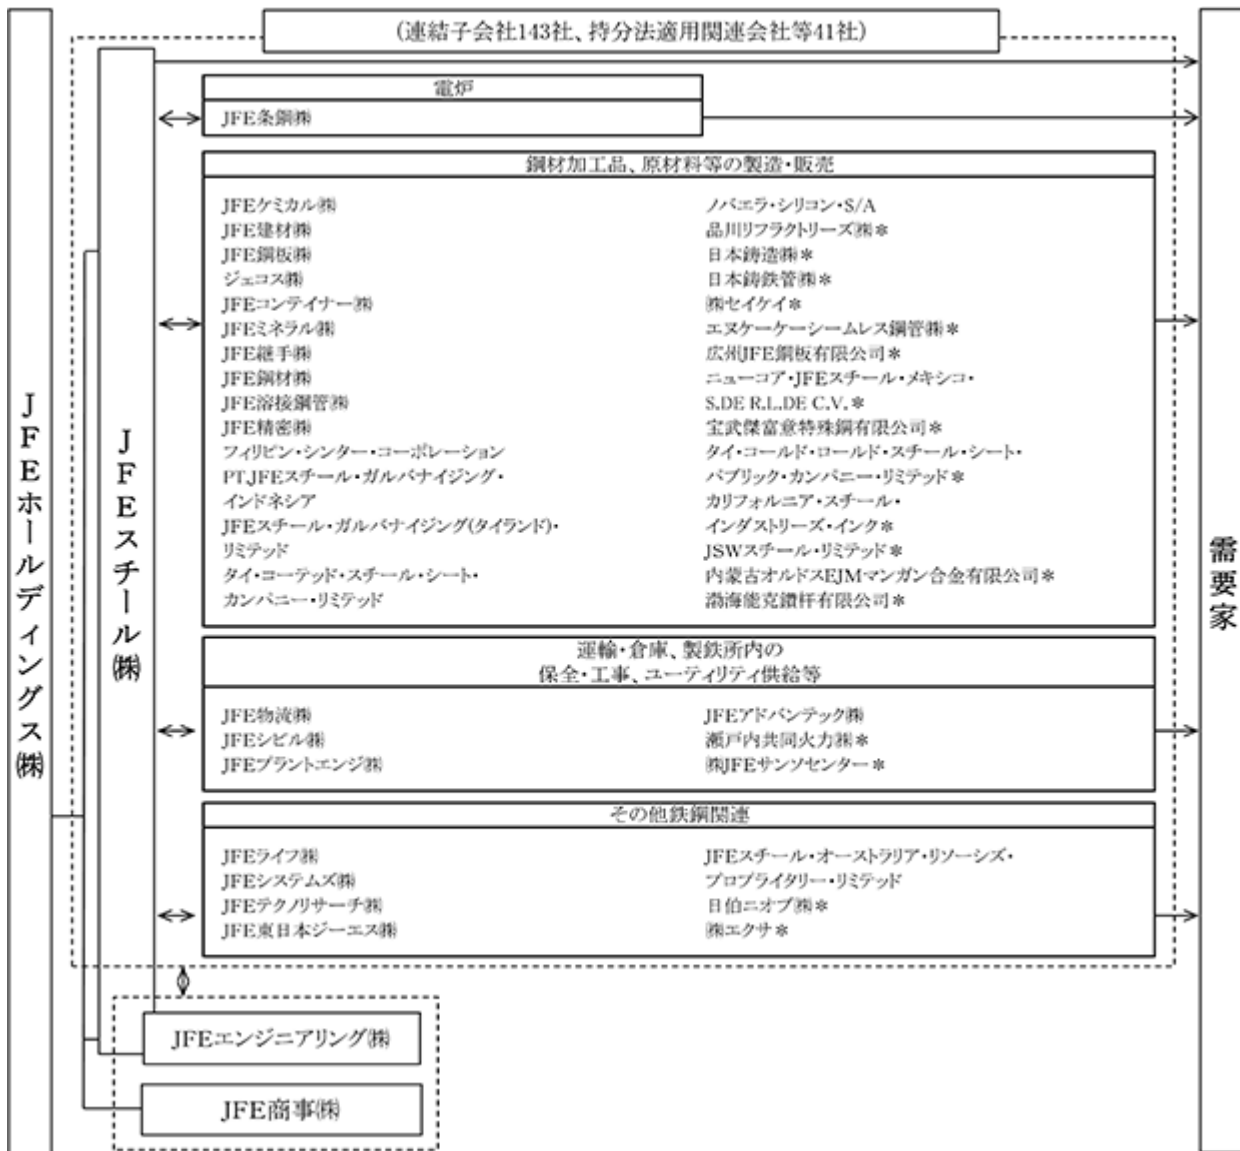 (連結子会社143社、持分法適用関連会社等41社)
JFEホールディングス㈱
JFEスチール㈱
電炉
JFE条鋼㈱
鋼材加工品、原材料等の製造・販売
JFEケミカル㈱
JFE建材㈱
JFE鋼板㈱
ジェコス㈱
JFEコンテイナー㈱
JFEミネラル㈱
JFE継手㈱
JFE鋼材㈱
JFE溶接鋼管㈱
JFE精密㈱
フィリピン・シンター・コーポレーション
PT.JFEスチール・ガルバナイジング・
インドネシア
JFEスチール・ガルバナイジング(タイランド)・
リミテッド
タイ・コーテッド・スチール・シート・
カンパニー・リミテッド
ノバエラ・シリコン・S/A
品川リフラクトリーズ㈱＊
日本鋳造㈱＊
日本鋳鉄管㈱＊
㈱セイケイ＊
エヌケーケーシームレス鋼管㈱＊
広州JFE鋼板有限公司＊
ニューコア・JFEスチール・メキシコ・
S.DE R.L.DE C.V.＊
宝武傑富意特殊鋼有限公司＊
タイ・コールド・ロールド・スチール・シート・
パブリック・カンパニー・リミテッド＊
カリフォルニア・スチール・
インダストリーズ・インク＊
JSWスチール・リミテッド＊
内蒙古オルドスEJMマンガン合金有限公司＊
渤海能克鑽杆有限公司＊
運輸・倉庫、製鉄所内の
保全・工事、ユーティリティ供給等
JFE物流㈱
JFEシビル㈱
JFEプラントエンジ㈱
JFEアドバンテック㈱
瀬戸内共同火力㈱＊
㈱JFEサンソセンター＊
その他鉄鋼関連
JFEライフ㈱
JFEシステムズ㈱
JFEテクノリサーチ㈱
JFE東日本ジーエス㈱
JFEスチール・オーストラリア・リソーシズ・
プロプライタリー・リミテッド
日伯ニオブ㈱＊
㈱エクサ＊
JFEエンジニアリング㈱
JFE商事㈱
需要家